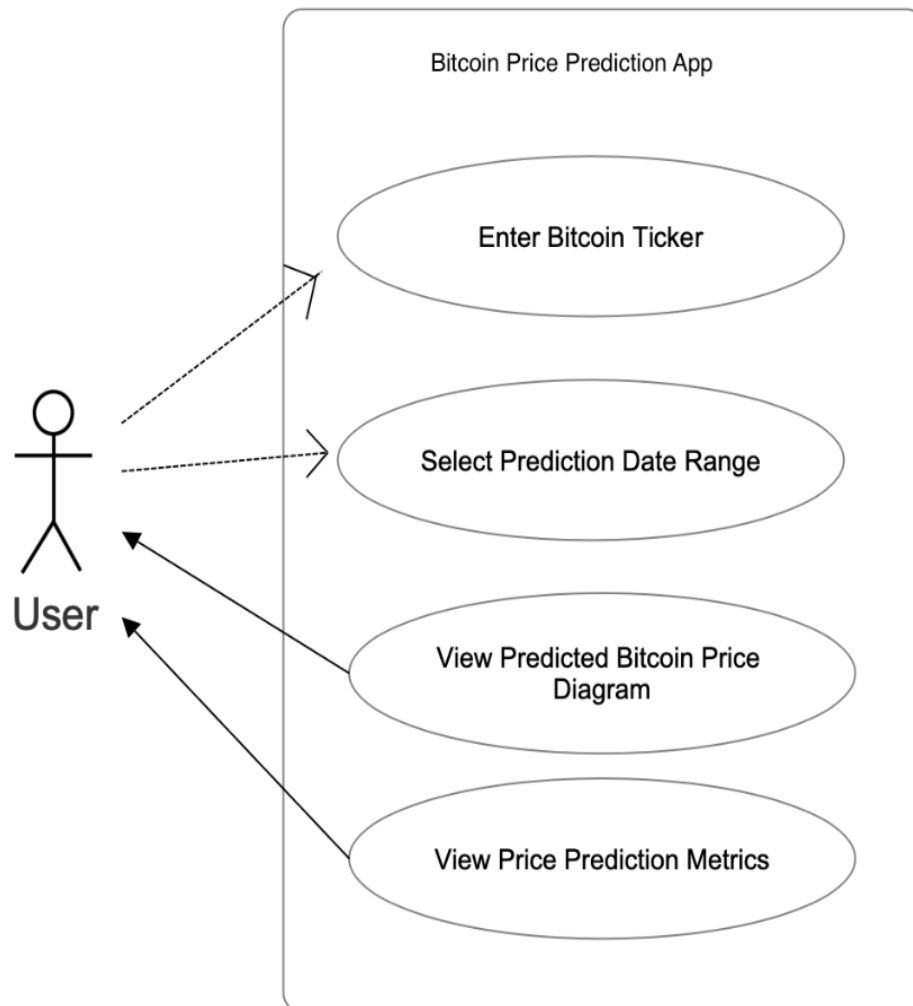 Bitcoin Price Prediction App
Enter Bitcoin Ticker
Select Prediction Date Range
User
View Predicted Bitcoin Price
Diagram
View Price Prediction Metrics